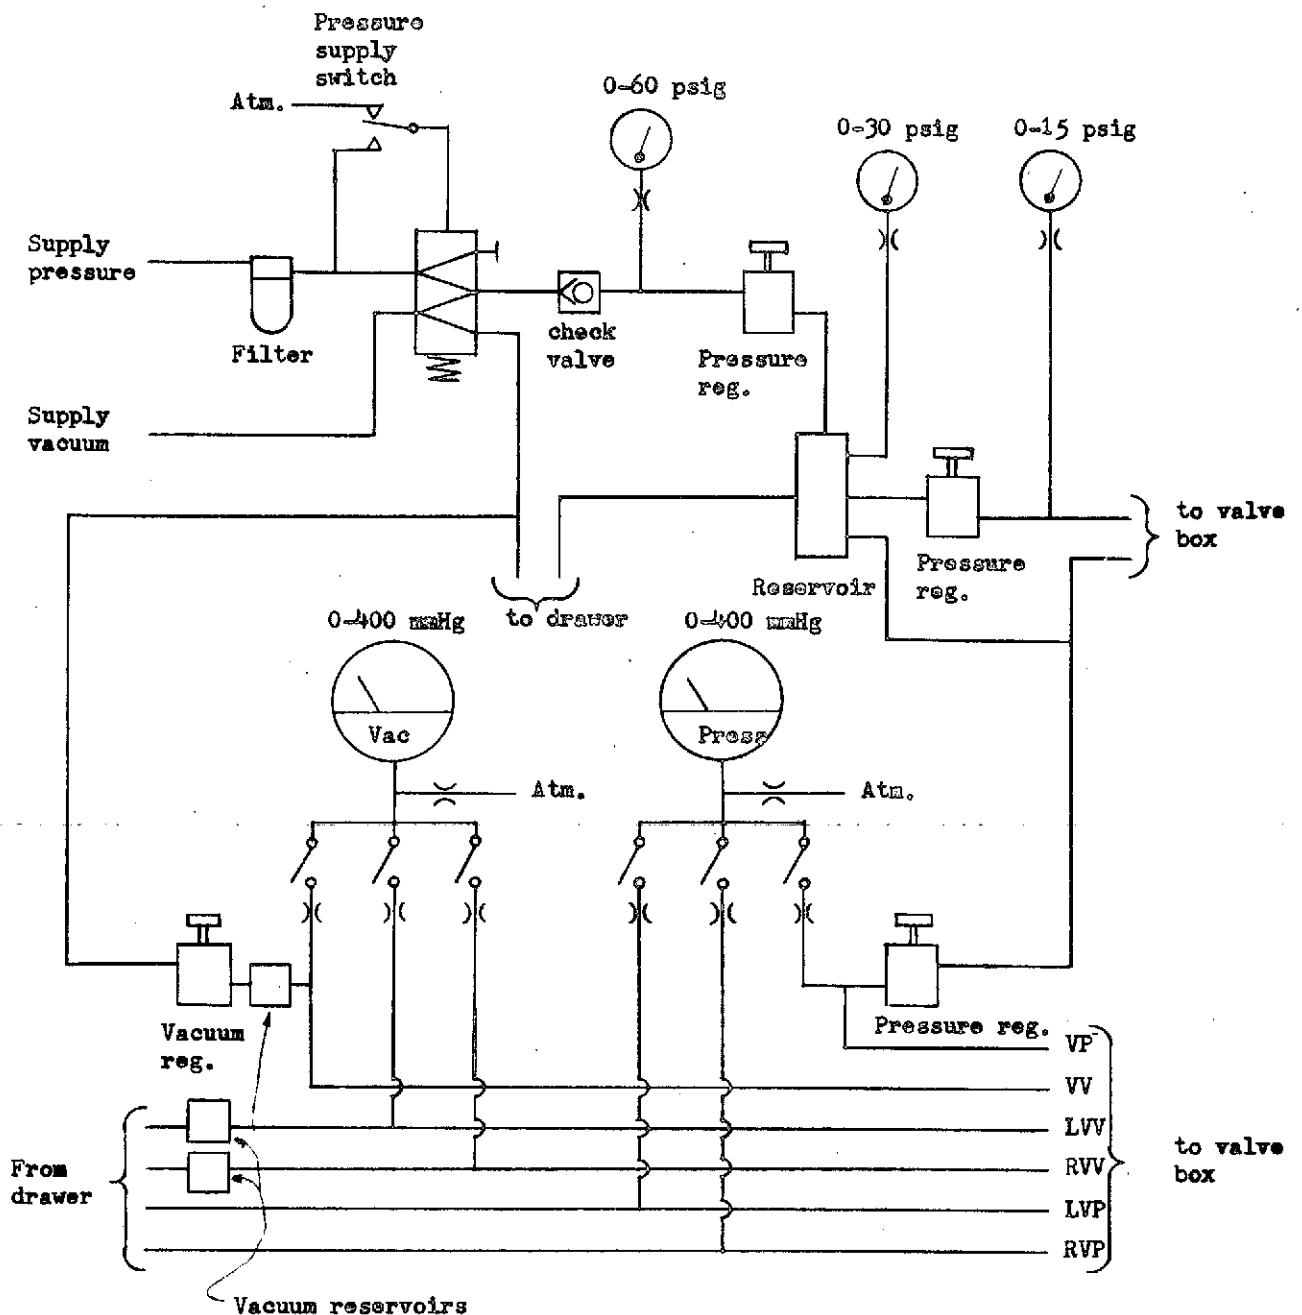 Pressure
supply
switch
Atm.
0-60 psig
0-30 psig
0-15 psig
Supply
pressure
Filter
check
valve
Pressure
reg.
Supply
vacuum
to valve
box
Pressure
reg.
Reservoir
to drawer
0-400 mmHg
0-400 mmHg
Vac
Press
Atm.
Atm.
Vacuum
reg.
Pressure reg.
VP
VV
LVV
RVV
LVP
RVP
From
drawer
to valve
box
Vacuum reservoirs